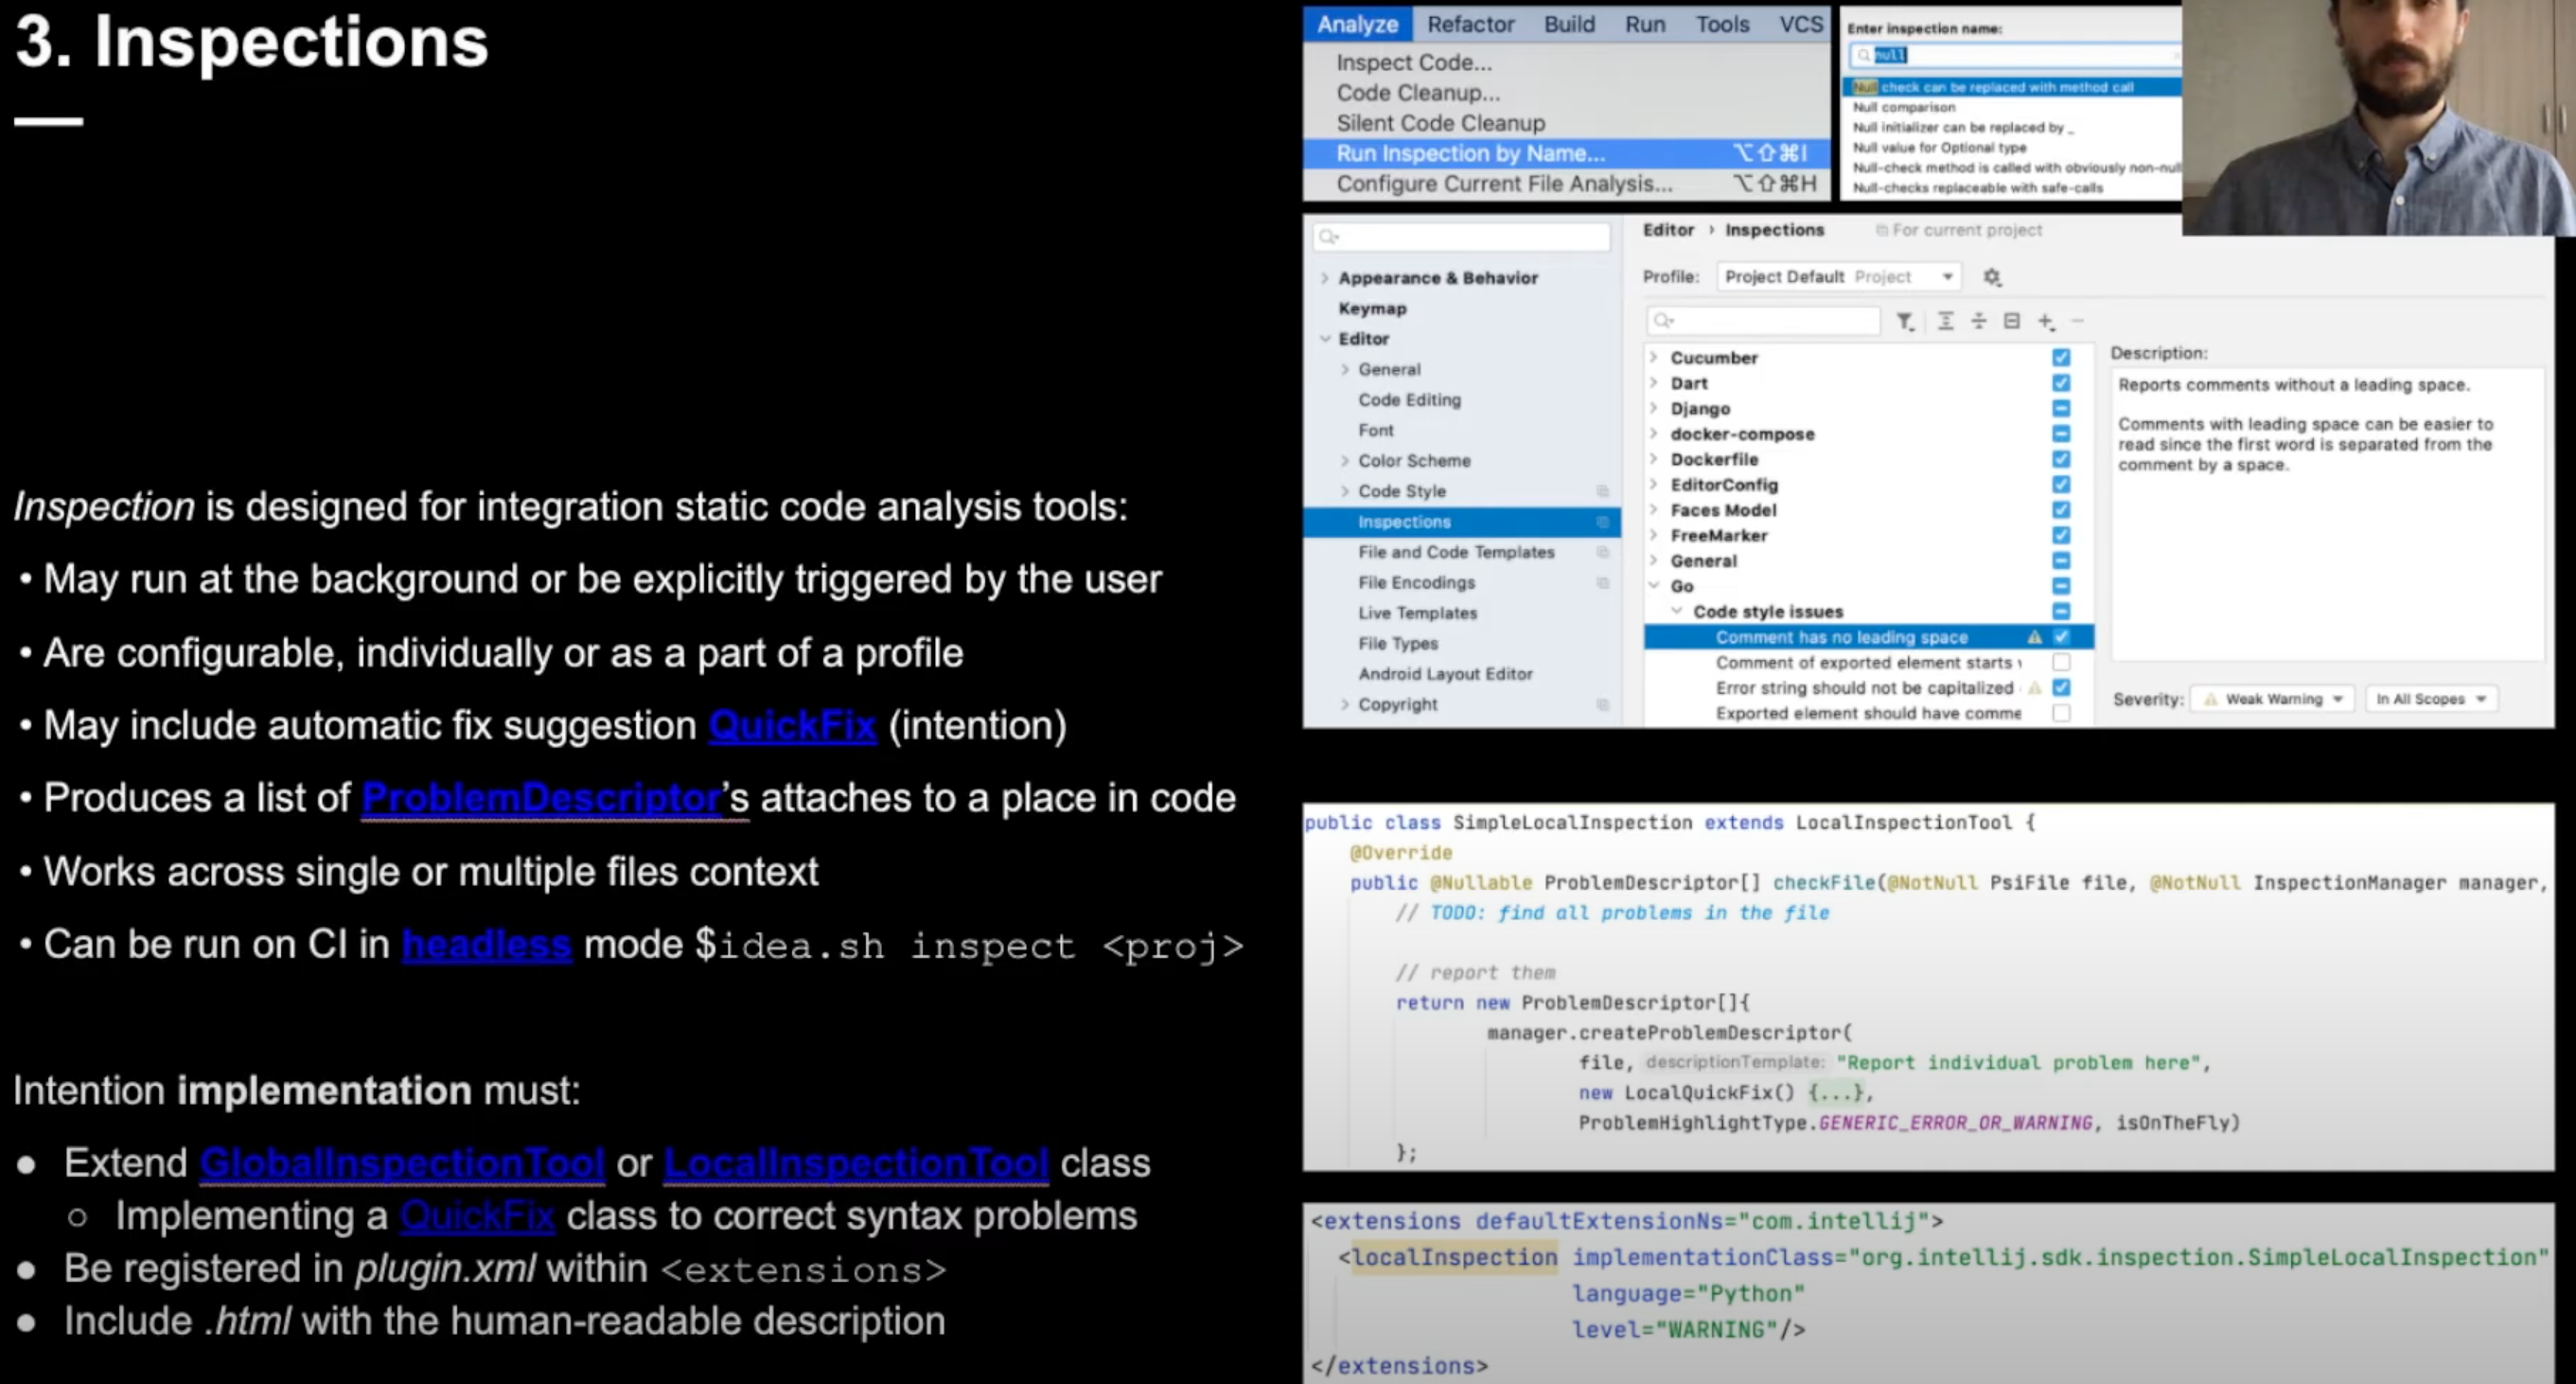 3. Inspections
Inspection is designed for integration static code analysis tools:
• May run at the background or be explicitly triggered by the user
• Are configurable, individually or as a part of a profile
• May include automatic fix suggestion QuickFix (intention)
• Produces a list of ProblemDescriptor's attaches to a place in code
• Works across single or multiple files context
• Can be run on CI in headless mode $idea.sh inspect <proj>
Intention implementation must:
● Extend GlobalInspectionTool or LocalInspectionTool class
○ Implementing a QuickFix class to correct syntax problems
● Be registered in plugin.xml within <extensions>
● Include .html with the human-readable description
Analyze Refactor Build Run Tools VCS
Inspect Code...
Code Cleanup...
Silent Code Cleanup
Run Inspection by Name... ⌥⇧⌘I
Configure Current File Analysis... ⌥⇧⌘H
Enter inspection name:
null
Null check can be replaced with method call
Null comparison
Null initializer can be replaced by _
Null value for Optional type
Null-check method is called with obviously non-null
Null-checks replaceable with safe-calls
Appearance & Behavior
Keymap
Editor
General
Code Editing
Font
Color Scheme
Code Style
Inspections
File and Code Templates
File Encodings
Live Templates
File Types
Android Layout Editor
Copyright
Editor › Inspections For current project
Profile: Project Default Project
Cucumber
Dart
Django
docker-compose
Dockerfile
EditorConfig
Faces Model
FreeMarker
General
Go
Code style issues
Comment has no leading space
Comment of exported element starts
Error string should not be capitalized
Exported element should have comme
Description:
Reports comments without a leading space.
Comments with leading space can be easier to
read since the first word is separated from the
comment by a space.
Severity: Weak Warning In All Scopes
public class SimpleLocalInspection extends LocalInspectionTool {
@Override
public @Nullable ProblemDescriptor[] checkFile(@NotNull PsiFile file, @NotNull InspectionManager manager,
// TODO: find all problems in the file
// report them
return new ProblemDescriptor[]{
manager.createProblemDescriptor(
file, descriptionTemplate: "Report individual problem here",
new LocalQuickFix() {...},
ProblemHighlightType.GENERIC_ERROR_OR_WARNING, isOnTheFly)
};
<extensions defaultExtensionNs="com.intellij">
<localInspection implementationClass="org.intellij.sdk.inspection.SimpleLocalInspection"
language="Python"
level="WARNING"/>
</extensions>